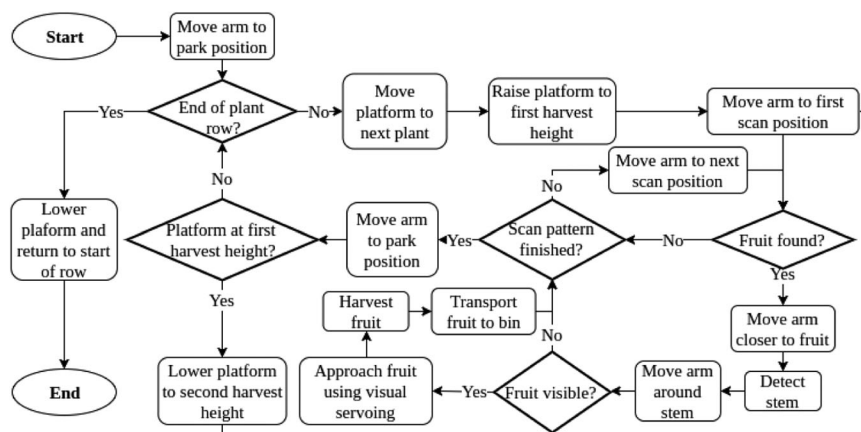 Start
Move arm to
park position
End of plant
row?
Yes
No
Move
platform to
next plant
Raise platform to
first harvest
height
Move arm to first
scan position
Move arm to next
scan position
No
No
Lower
plaform and
return to start
of row
Platform at first
harvest height?
Move arm
to park
position
Yes
Scan pattern
finished?
No
Fruit found?
Yes
Yes
Harvest
fruit
Transport
fruit to bin
No
Move arm
closer to fruit
End
Lower platform
to second harvest
height
Approach fruit
using visual
servoing
Yes
Fruit visible?
Move arm
around
stem
Detect
stem